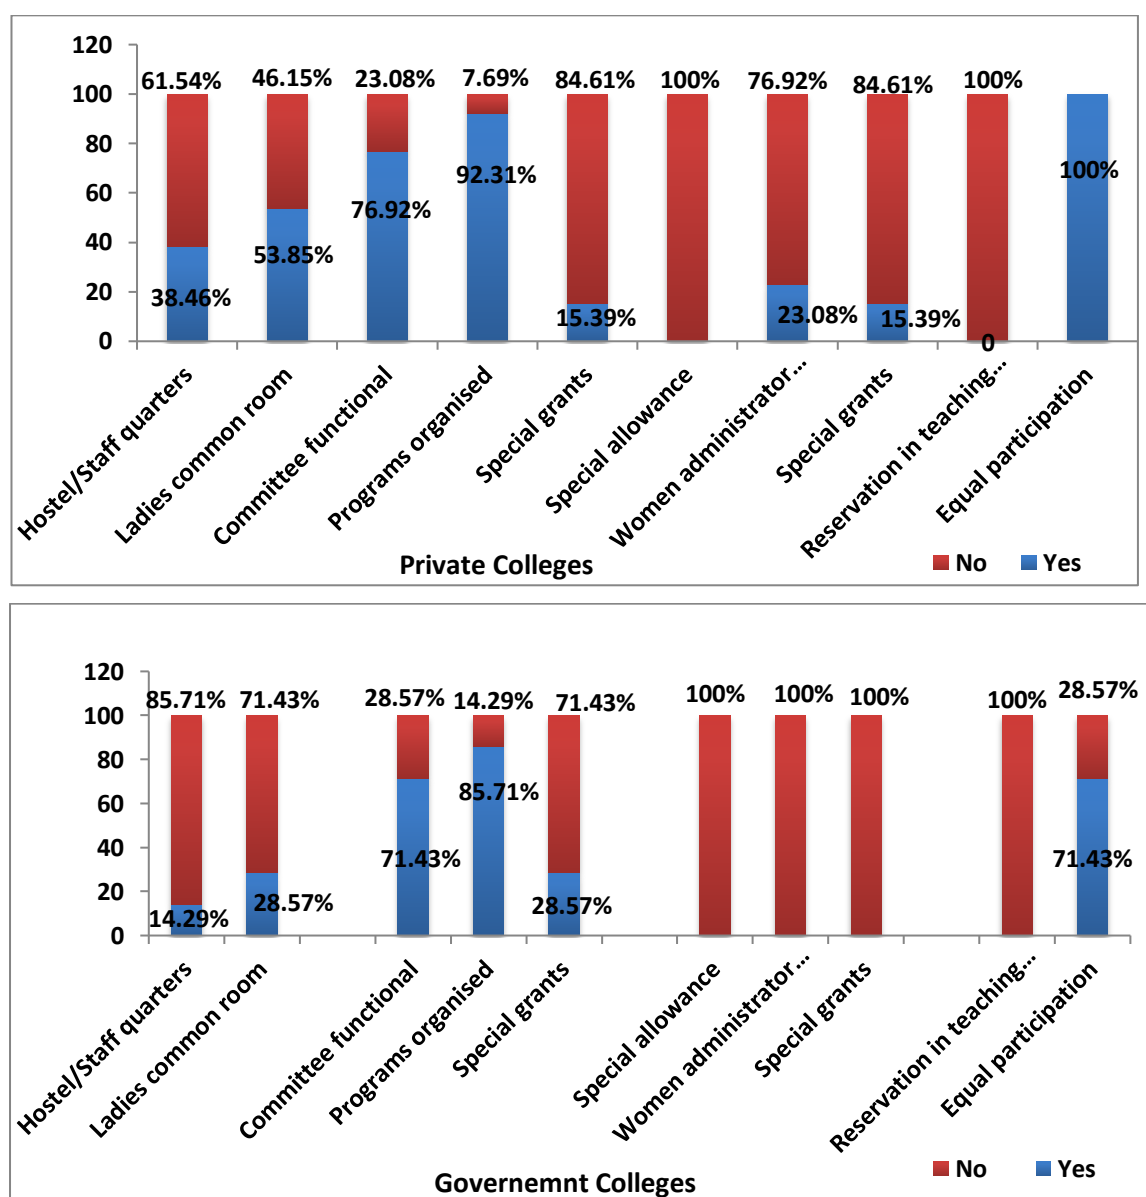 120
61.54% 46.15% 23.08% 7.69% 84.61% 100% 76.92% 84.61% 100%
100
80
92.31% 100%
60
76.92%
53.85%
40
38.46%
20
15.39% 23.08% 15.39%
0 0
Hostel/Staff quarters
Ladies common room
Committee functional
Programs organised
Special grants
Special allowance
Women administrator...
Special grants
Reservation in teaching...
Equal participation
Private Colleges
No Yes
120
85.71% 71.43% 28.57% 14.29% 71.43% 100% 100% 100% 100% 28.57%
100
80
85.71%
60
40
71.43% 71.43%
20
14.29% 28.57% 28.57%
0
Hostel/Staff quarters
Ladies common room
Committee functional
Programs organised
Special grants
Special allowance
Women administrator...
Special grants
Reservation in teaching...
Equal participation
Governemnt Colleges
No Yes